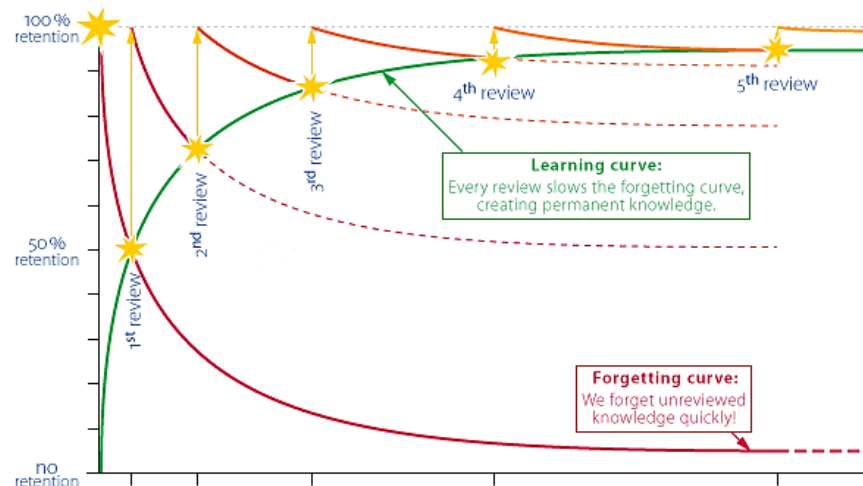 100 %
retention
4th review
5th review
3rd review
Learning curve:
Every review slows the forgetting curve,
creating permanent knowledge.
2nd review
50 %
retention
1st review
Forgetting curve:
We forget unreviewed
knowledge quickly!
no
retention